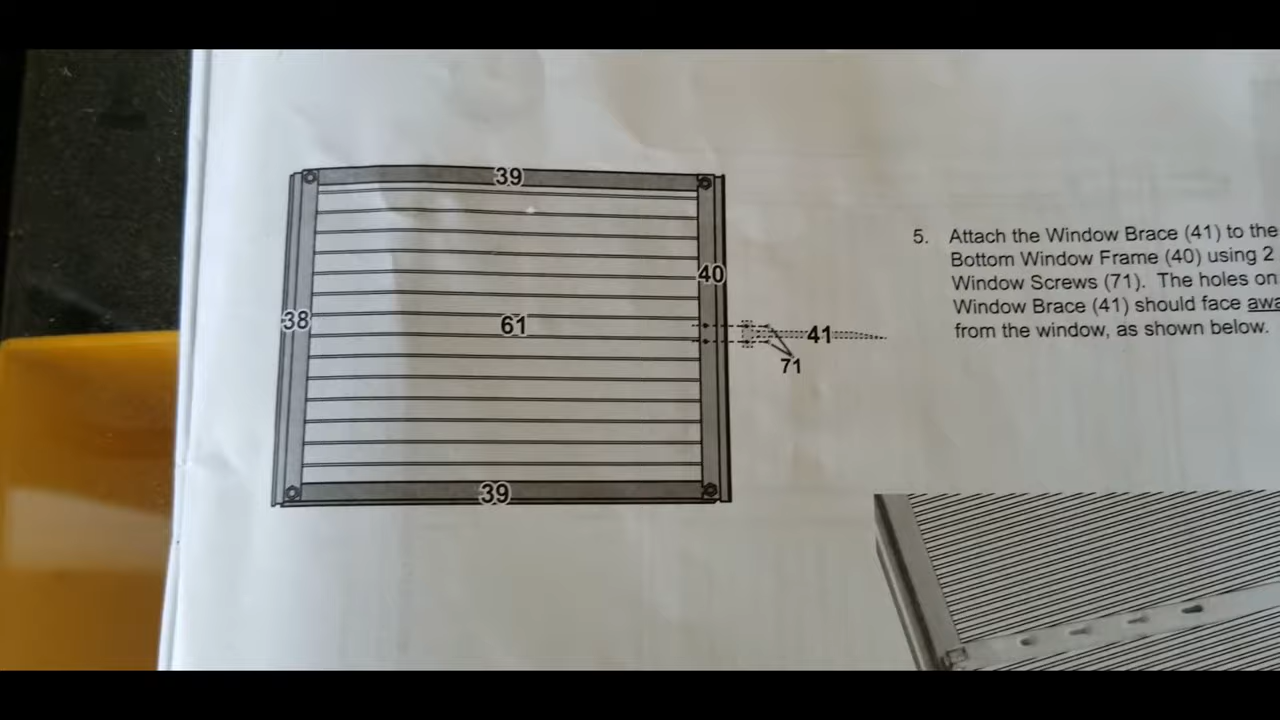 39
40
38
61
41
71
39
5. Attach the Window Brace (41) to the
Bottom Window Frame (40) using 2
Window Screws (71). The holes on
Window Brace (41) should face
from the window, as shown below.